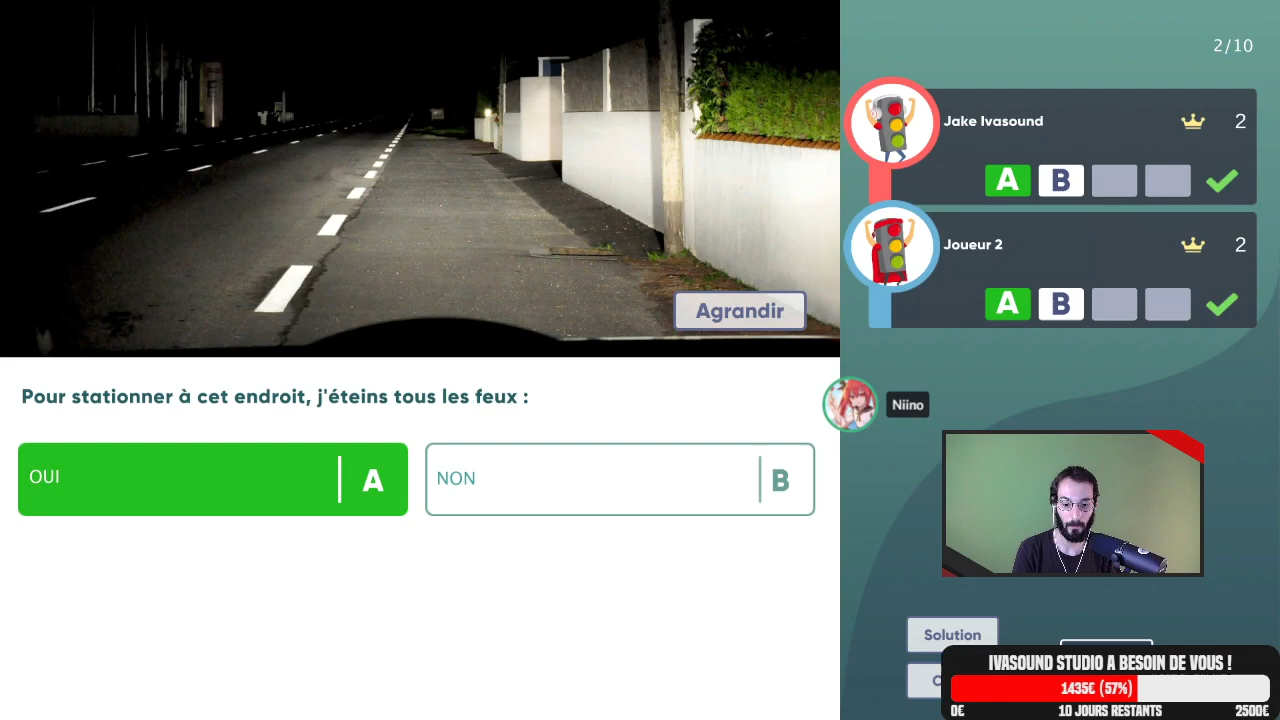 2/10
Jake Ivasound
2
A
B
Joueur 2
2
A
B
Agrandir
Pour stationner à cet endroit, j'éteins tous les feux :
OUI
A
NON
B
Niino
Solution
IVASOUND STUDIO A BESOIN DE VOUS !
1435€ (57%)
0€
10 JOURS RESTANTS
2500€